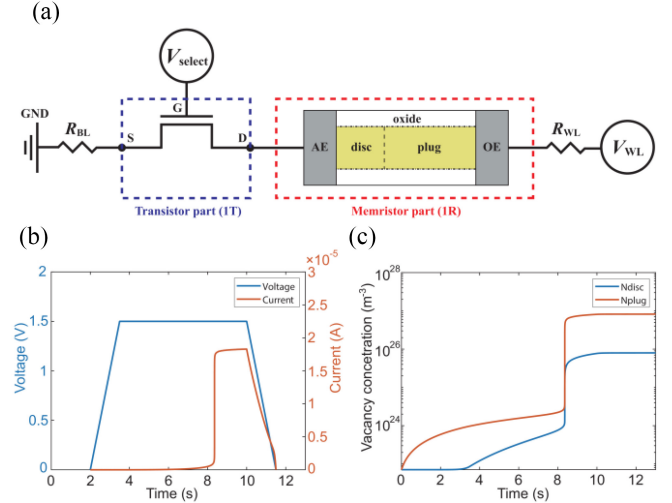 (a)
V_select
GND
R_BL
S
G
D
oxide
AE
disc
plug
OE
R_WL
V_WL
Transistor part (1T)
Memristor part (1R)
(b)
Voltage (V)
2
1.5
1
0.5
0
Voltage
Current
3 ×10^-5
2.5
2
1.5
1
0.5
0
Current (A)
0 2 4 6 8 10 12
Time (s)
(c)
Vacancy concetration (m^-3)
10^28
10^26
10^24
Ndisc
Nplug
0 2 4 6 8 10 12
Time (s)